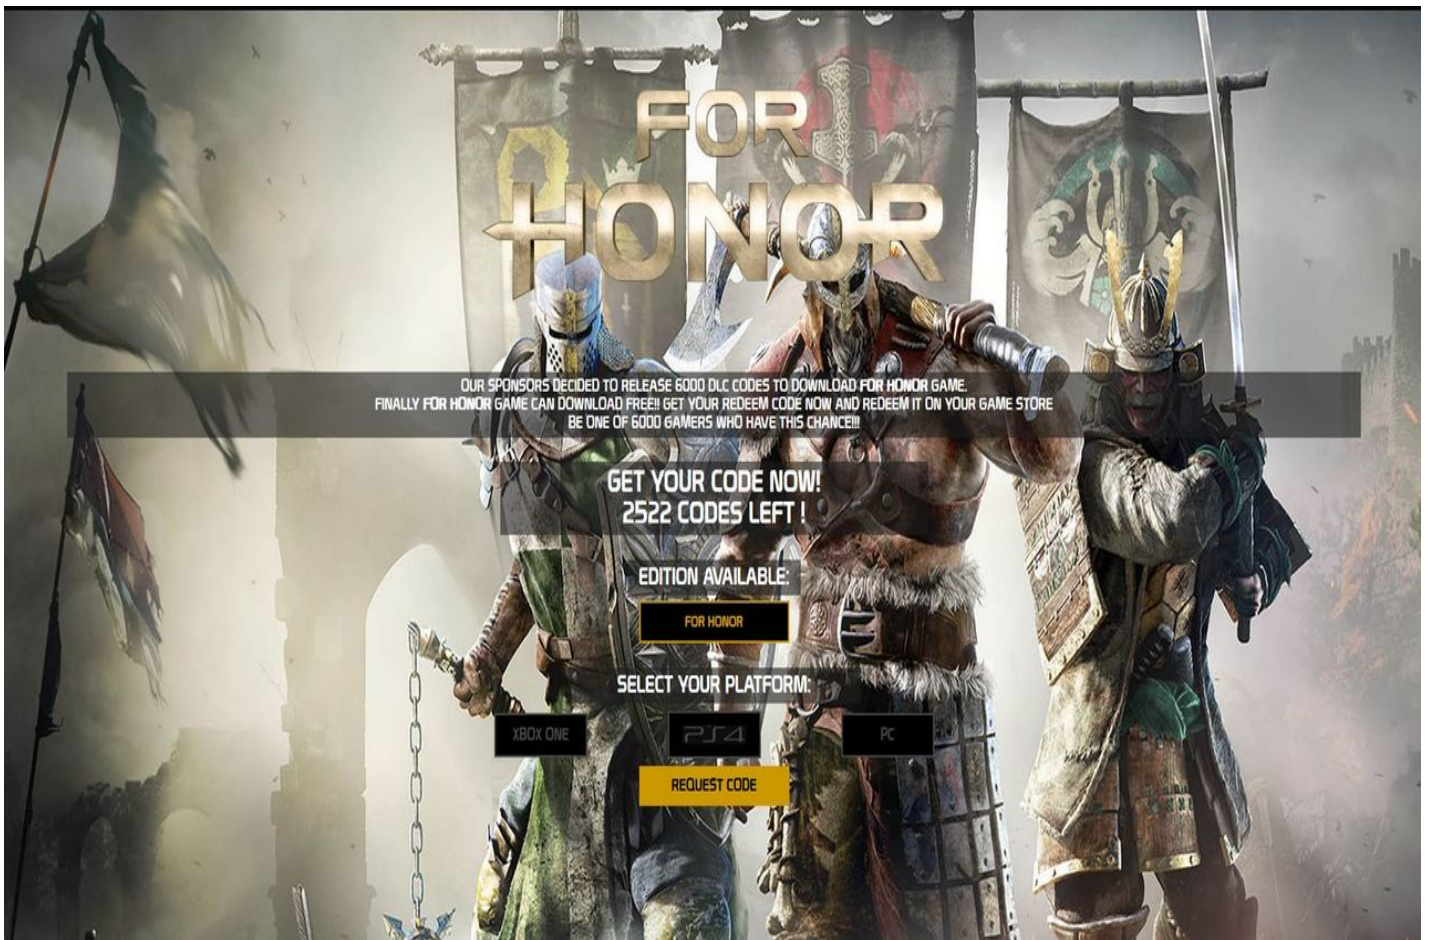 FOR
HONOR
OUR SPONSORS DECIDED TO RELEASE 6000 DLC CODES TO DOWNLOAD FOR HONOR GAME.
FINALLY FOR HONOR GAME CAN DOWNLOAD FREE!! GET YOUR REDEEM CODE NOW AND REDEEM IT ON YOUR GAME STORE
BE ONE OF 6000 GAMERS WHO HAVE THIS CHANCE!!!
GET YOUR CODE NOW!
2522 CODES LEFT !
EDITION AVAILABLE:
FOR HONOR
SELECT YOUR PLATFORM:
XBOX ONE PS4 PC
REQUEST CODE